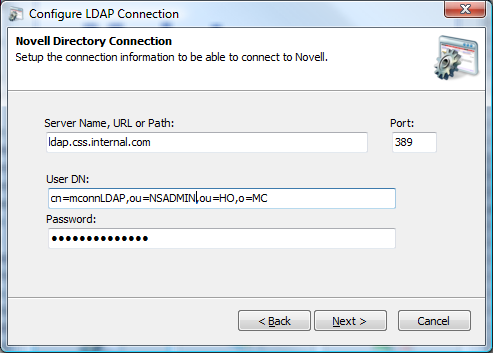 Configure LDAP Connection
Novell Directory Connection
Setup the connection information to be able to connect to Novell.
Server Name, URL or Path:
Port:
ldap.css.internal.com
389
User DN:
cn=mconnLDAP,ou=NSADMIN,ou=HO,o=MC
Password:
●●●●●●●●●●●●●●
< Back
Next >
Cancel